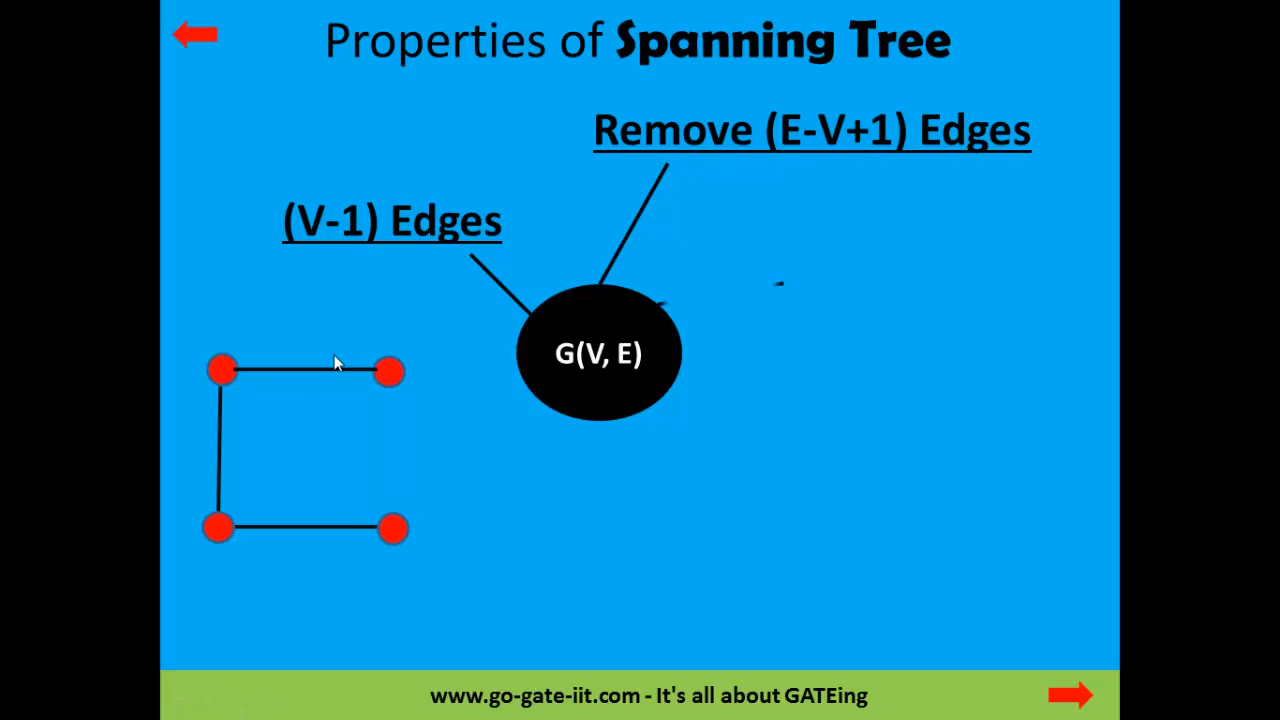 Properties of Spanning Tree
Remove (E-V+1) Edges
(V-1) Edges
G(V, E)
www.go-gate-iit.com - It's all about GATEing